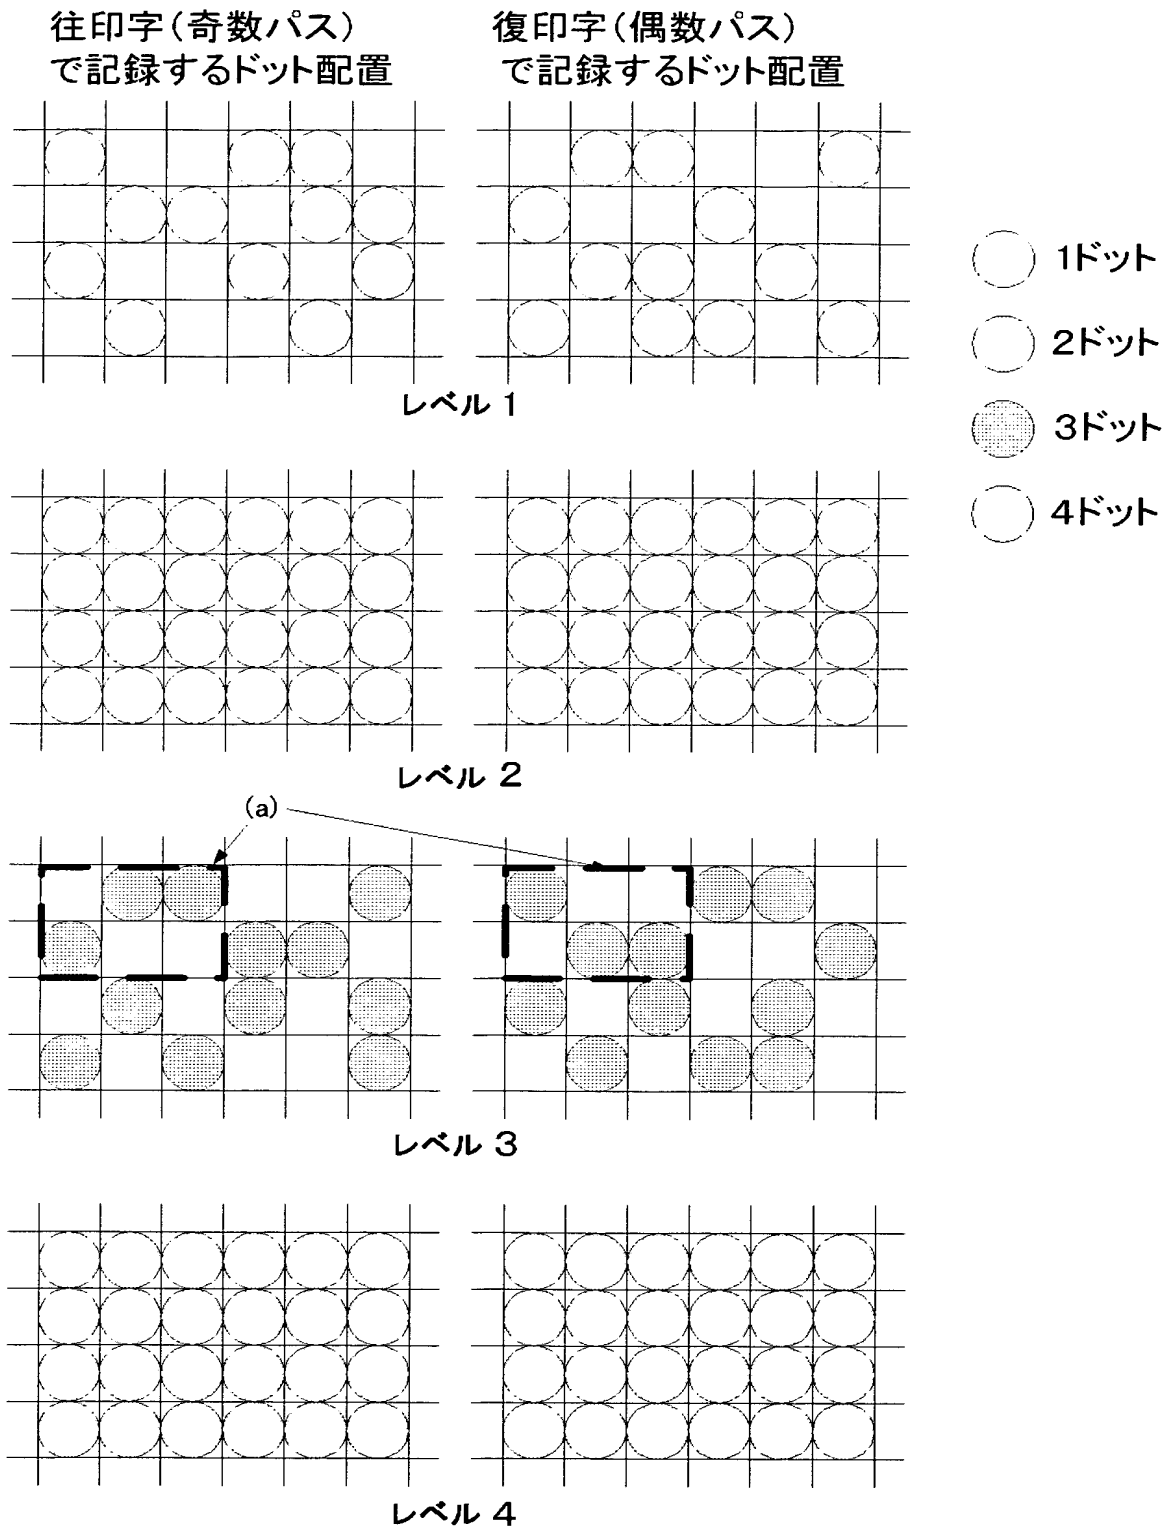 往印字(奇数パス)
で記録するドット配置
復印字(偶数パス)
で記録するドット配置
1ドット
2ドット
3ドット
4ドット
レベル 1
レベル 2
(a)
レベル 3
レベル 4